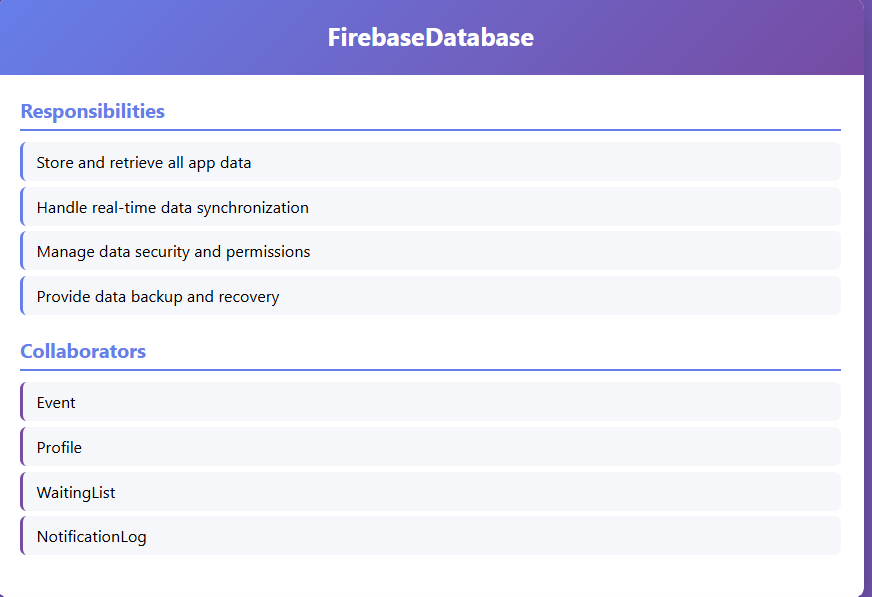 FirebaseDatabase
Responsibilities
Store and retrieve all app data
Handle real-time data synchronization
Manage data security and permissions
Provide data backup and recovery
Collaborators
Event
Profile
WaitingList
NotificationLog